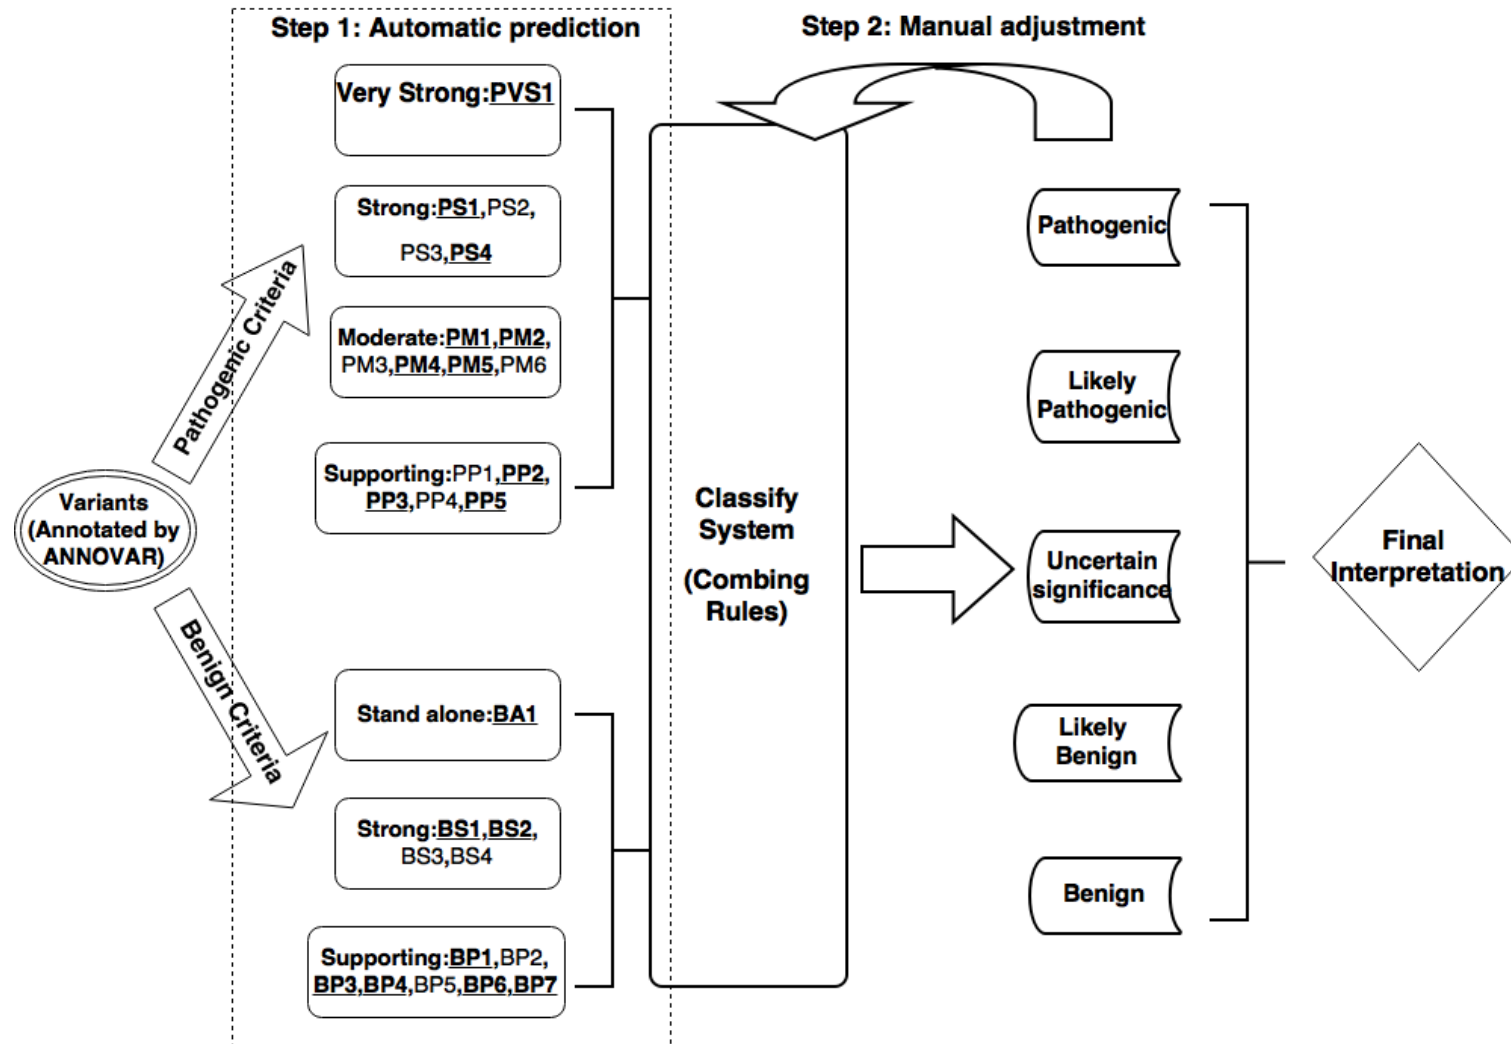 Step 1: Automatic prediction
Step 2: Manual adjustment
Very Strong:PVS1
Strong:PS1,PS2,
PS3,PS4
Moderate:PM1,PM2,
PM3,PM4,PM5,PM6
Supporting:PP1,PP2,
PP3,PP4,PP5
Pathogenic Criteria
Variants
(Annotated by
ANNOVAR)
Benign Criteria
Stand alone:BA1
Strong:BS1,BS2,
BS3,BS4
Supporting:BP1,BP2,
BP3,BP4,BP5,BP6,BP7
Classify
System
(Combing
Rules)
Pathogenic
Likely
Pathogenic
Uncertain
significance
Likely
Benign
Benign
Final
Interpretation